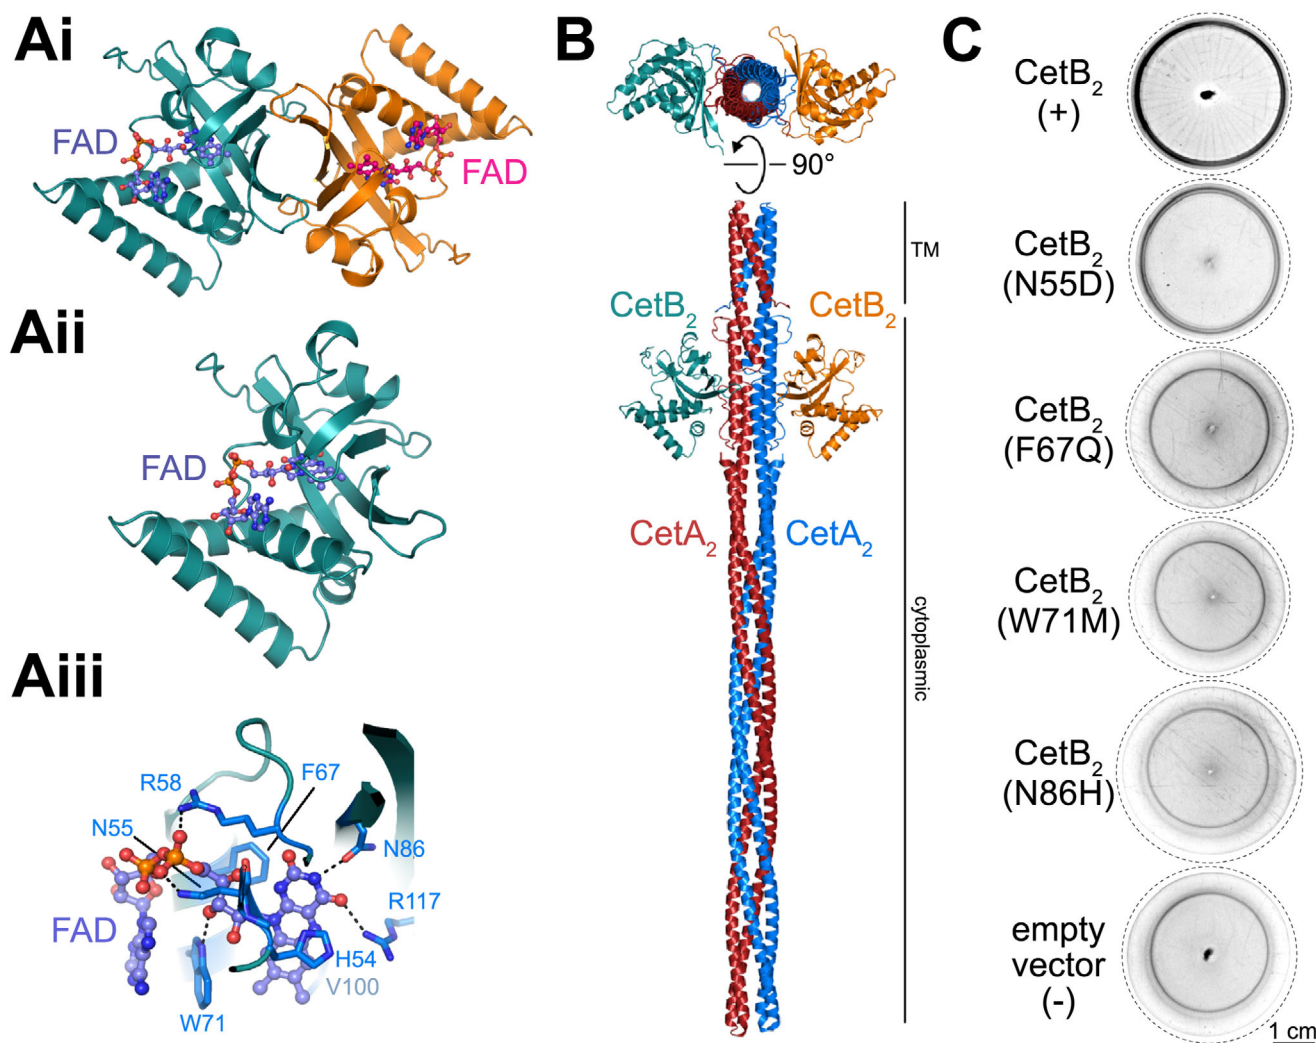 Ai
FAD
FAD
Aii
FAD
Aiii
R58
F67
N55
N86
R117
FAD
H54
V100
W71
B
90°
TM
CetB2
CetB2
CetA2
CetA2
cytoplasmic
C
CetB2
(+)
CetB2
(N55D)
CetB2
(F67Q)
CetB2
(W71M)
CetB2
(N86H)
empty
vector
(-)
1 cm